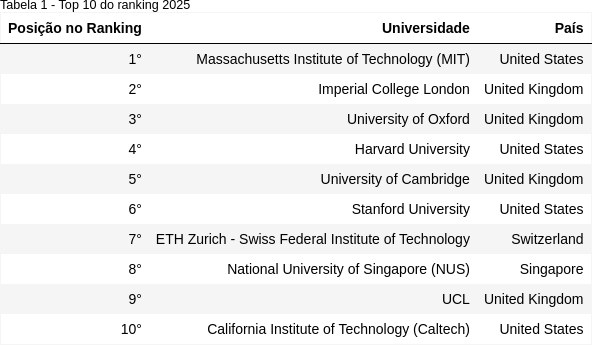 Tabela 1 - Top 10 do ranking 2025
Posição no Ranking Universidade País
1° Massachusetts Institute of Technology (MIT) United States
2° Imperial College London United Kingdom
3° University of Oxford United Kingdom
4° Harvard University United States
5° University of Cambridge United Kingdom
6° Stanford University United States
7° ETH Zurich - Swiss Federal Institute of Technology Switzerland
8° National University of Singapore (NUS) Singapore
9° UCL United Kingdom
10° California Institute of Technology (Caltech) United States